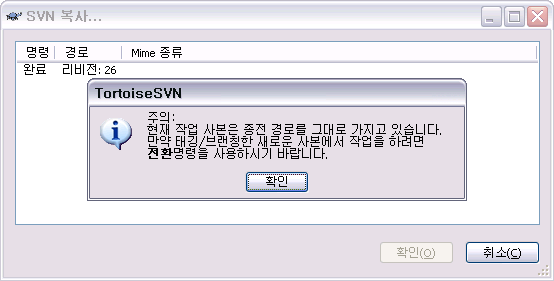 SVN 복사...
명령 경로 Mime 종류
완료 리비전: 26
TortoiseSVN
주의:
현재 작업 사본은 종전 경로를 그대로 가지고 있습니다.
만약 태깅/브랜칭한 새로운 사본에서 작업을 하려면
전환명령을 사용하시기 바랍니다.
확인
확인(O) 취소(C)